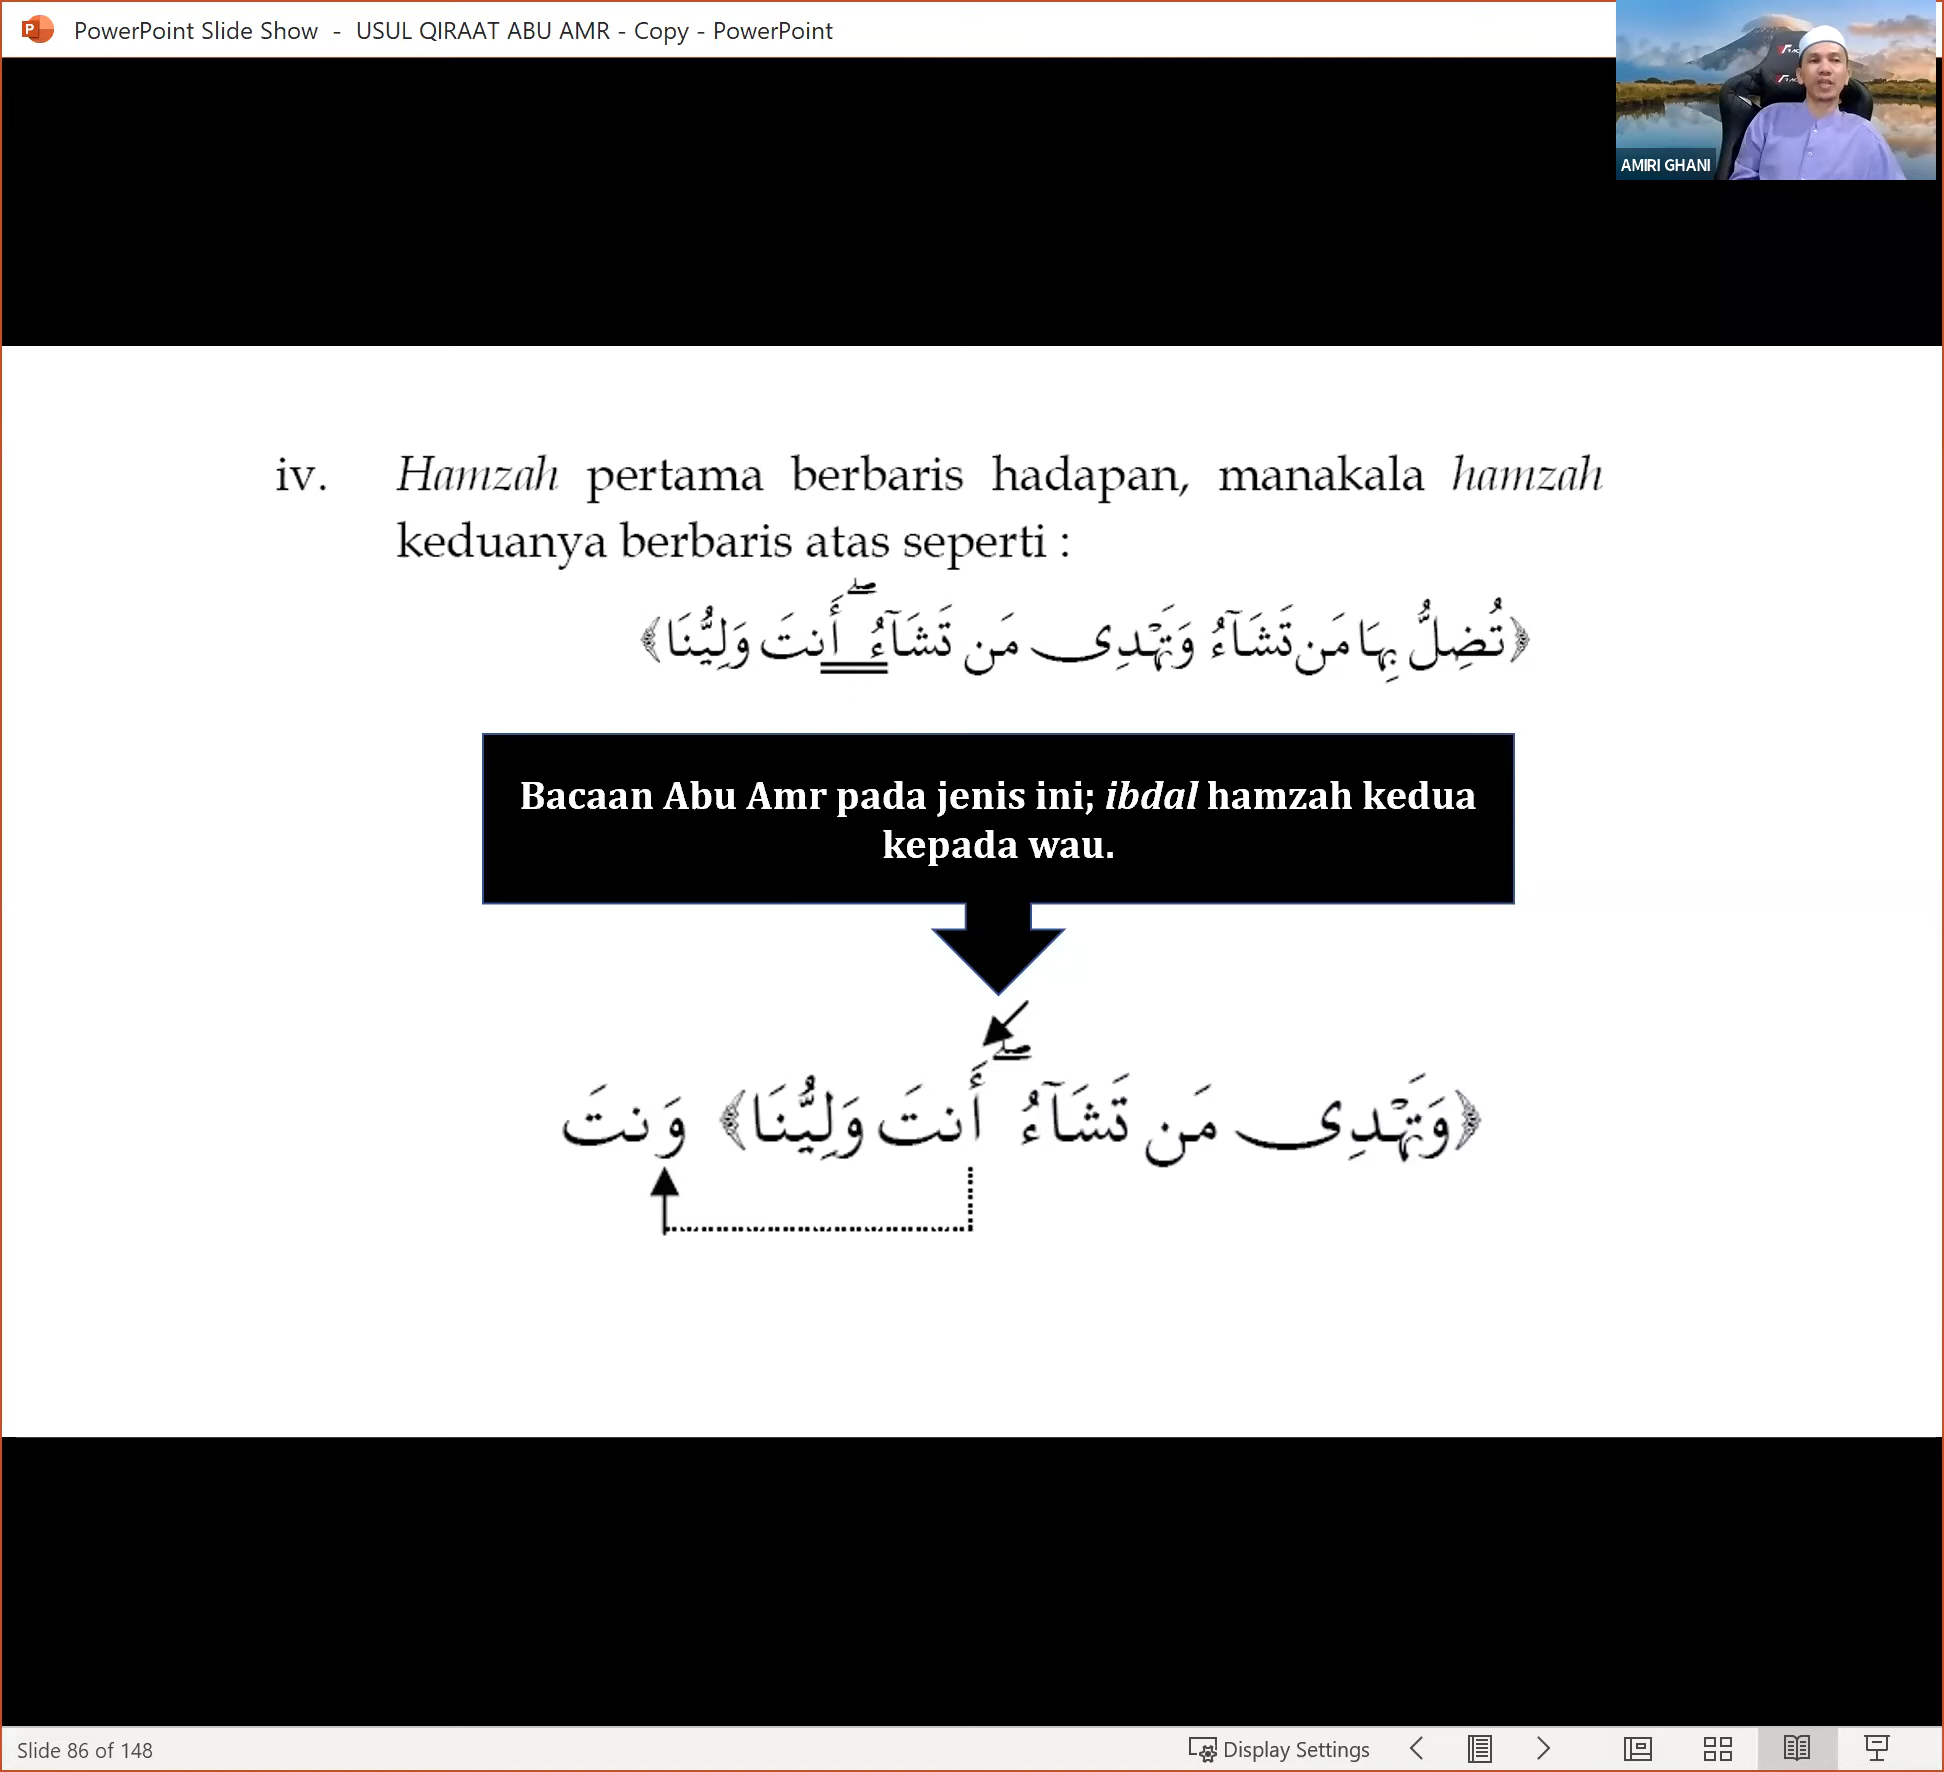 PowerPoint Slide Show - USUL QIRAAT ABU AMR - Copy - PowerPoint
AMIRI GHANI
iv. Hamzah pertama berbaris hadapan, manakala hamzah
keduanya berbaris atas seperti :
﴿تُضِلُّ بِهَا مَن تَشَآءُ وَتَهْدِى مَن تَشَآءُ ۖ أَنتَ وَلِيُّنَا﴾
Bacaan Abu Amr pada jenis ini; ibdal hamzah kedua
kepada wau.
﴿وَتَهْدِى مَن تَشَآءُ ۖ أَنتَ وَلِيُّنَا﴾ وَنتَ
Slide 86 of 148
Display Settings